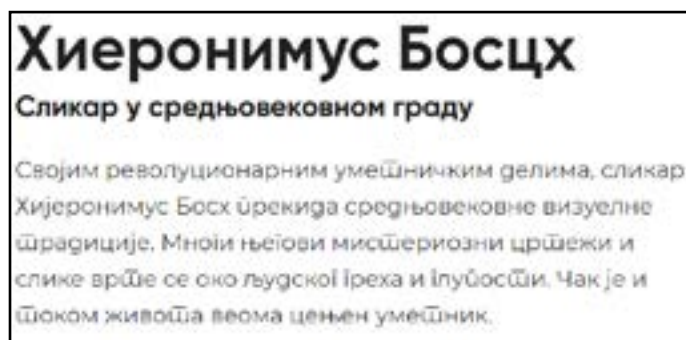 Хиеронимус Босцх
Сликар у средњовековном граду
Својим револуционарним уметничким делима, сликар
Хијеронимус Босх прекида средњовековне визуелне
традиције. Многи његови мистериозни цртежи и
слике врте се око људског греха и глупости. Чак је и
током живота веома цењен уметник.